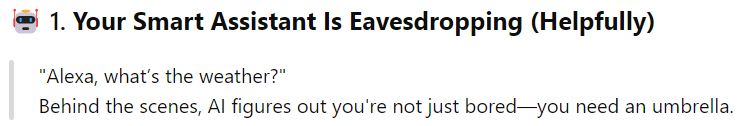 🤖 1. Your Smart Assistant Is Eavesdropping (Helpfully)
"Alexa, what’s the weather?"
Behind the scenes, AI figures out you're not just bored—you need an umbrella.